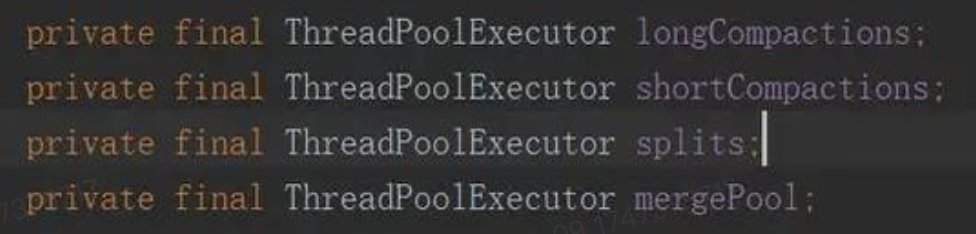 private final ThreadPoolExecutor longCompactions;
private final ThreadPoolExecutor shortCompactions;
private final ThreadPoolExecutor splits;
private final ThreadPoolExecutor mergePool;